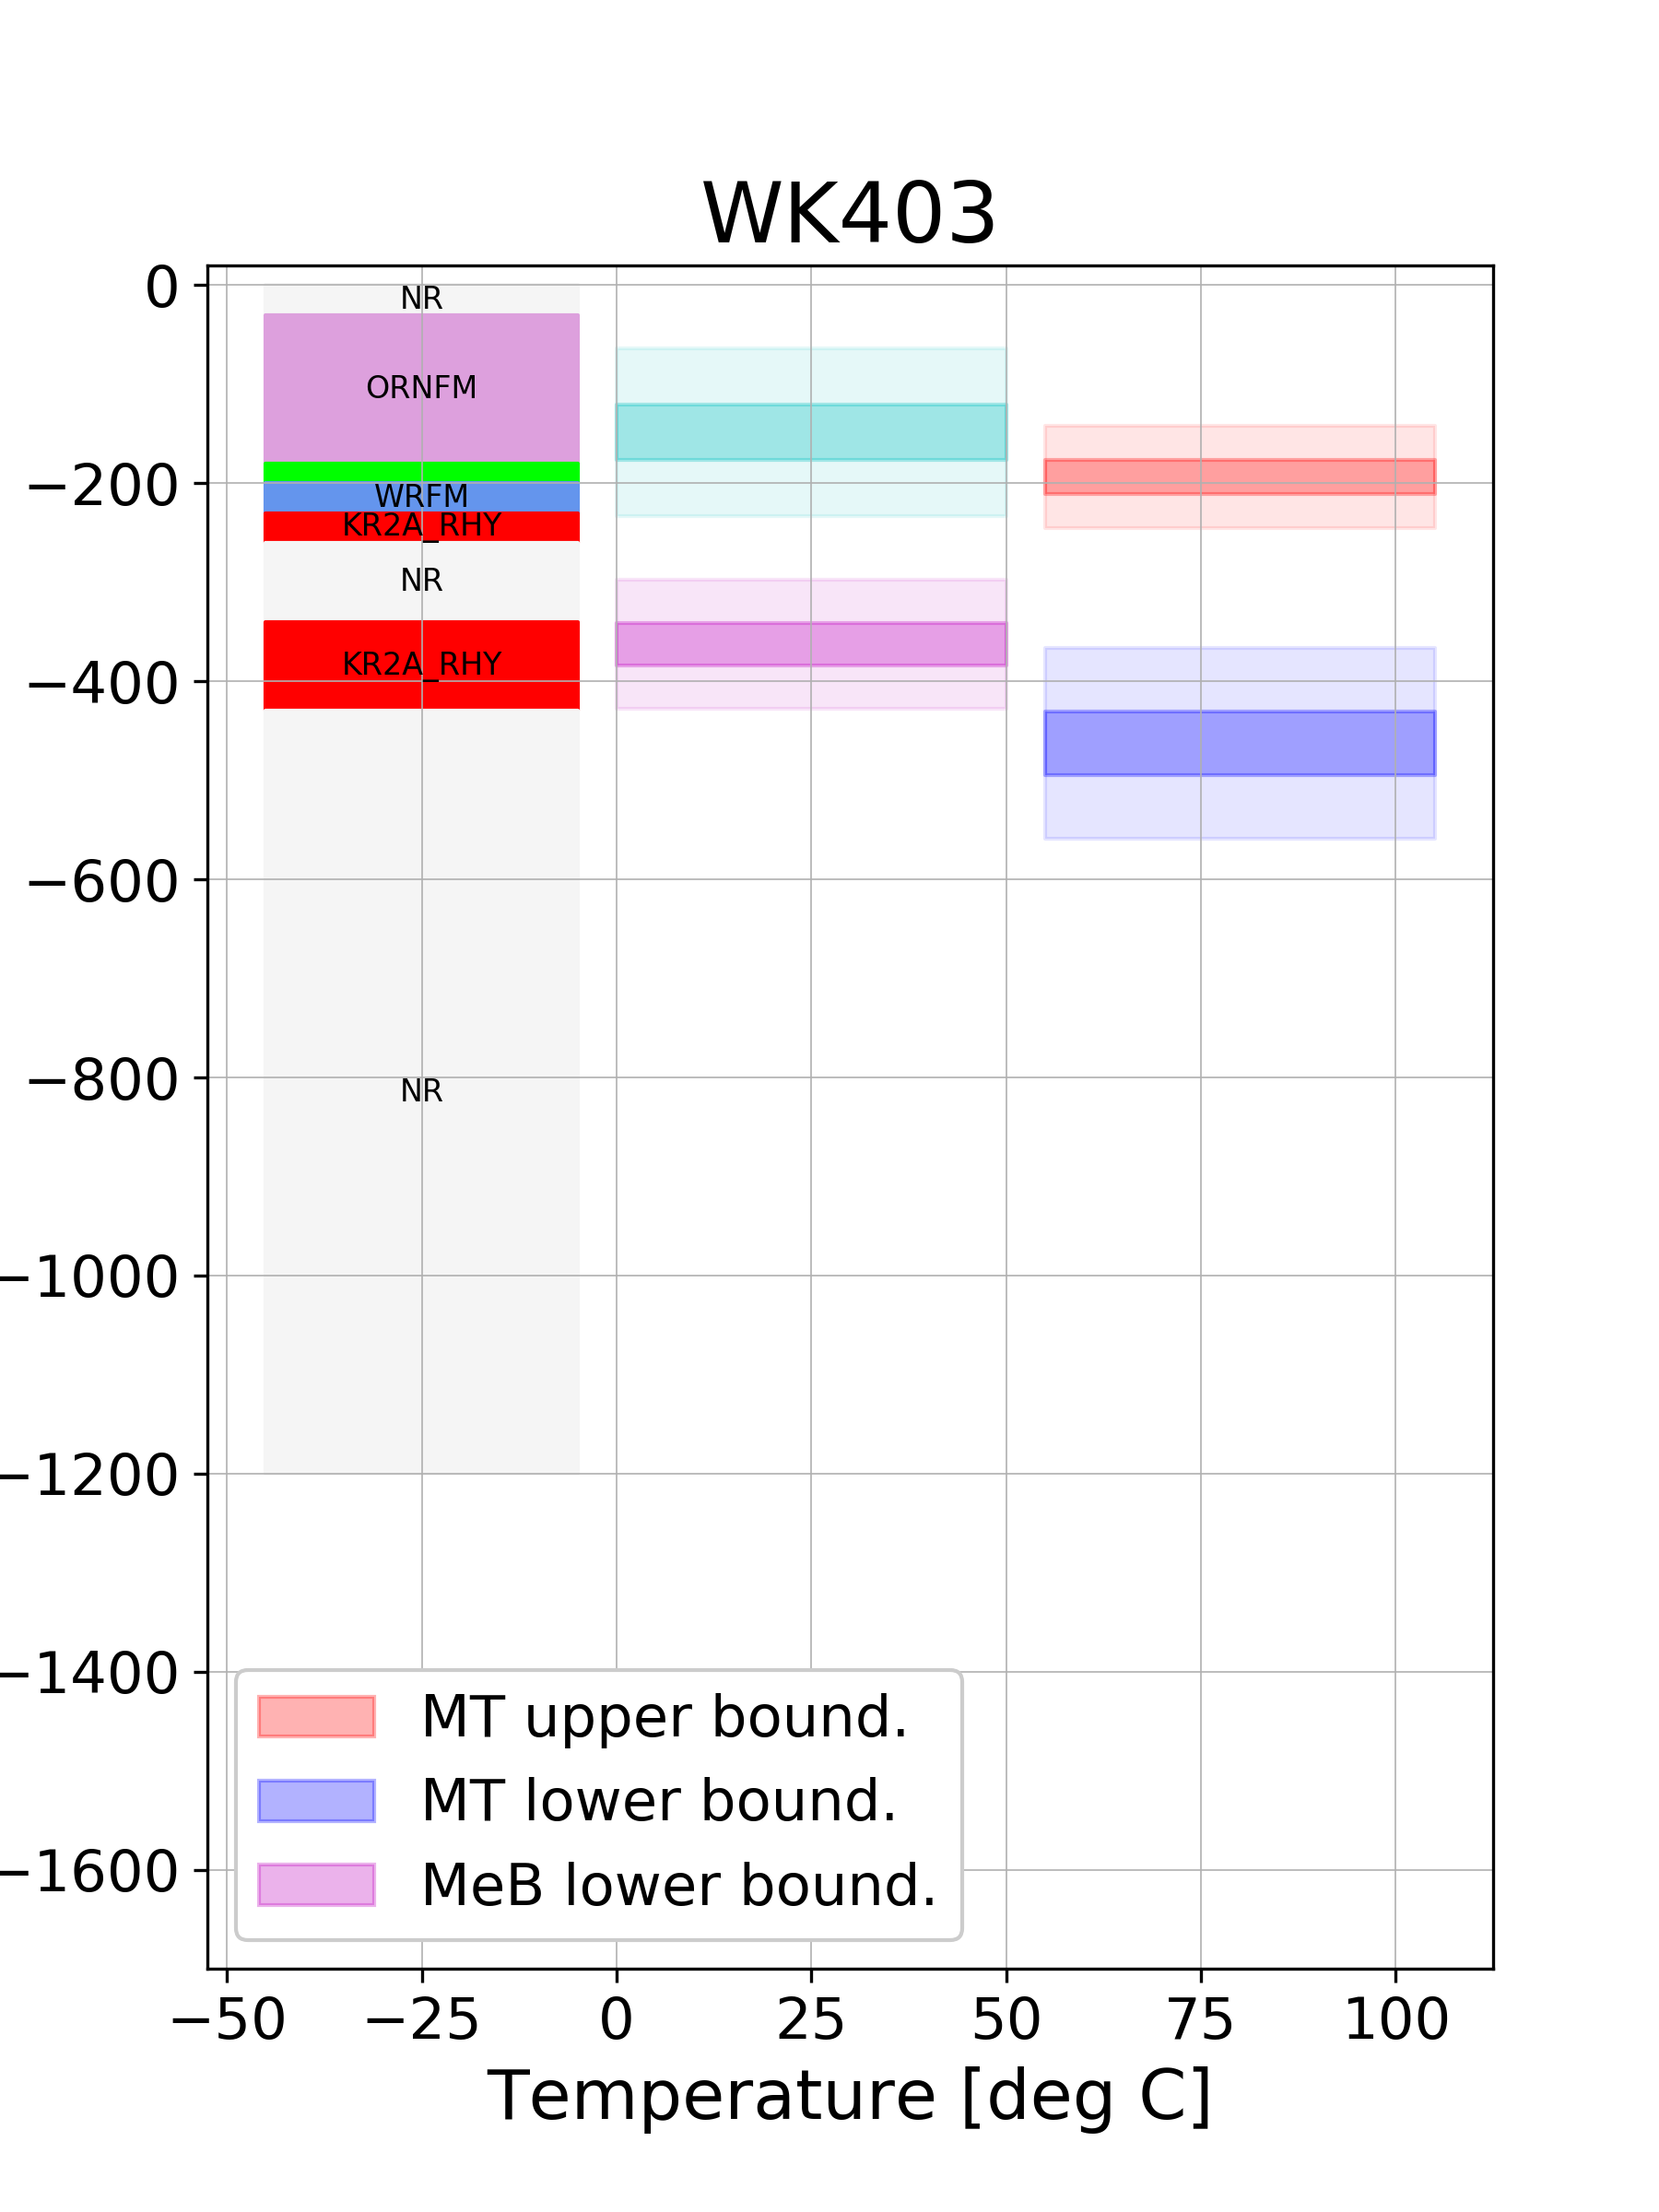 WK403
0
−200
−400
−600
−800
−1000
−1200
−1400
−1600
NR
ORNFM
WRFM
KR2A_RHY
NR
KR2A_RHY
NR
MT upper bound.
MT lower bound.
MeB lower bound.
−50 −25 0 25 50 75 100
Temperature [deg C]